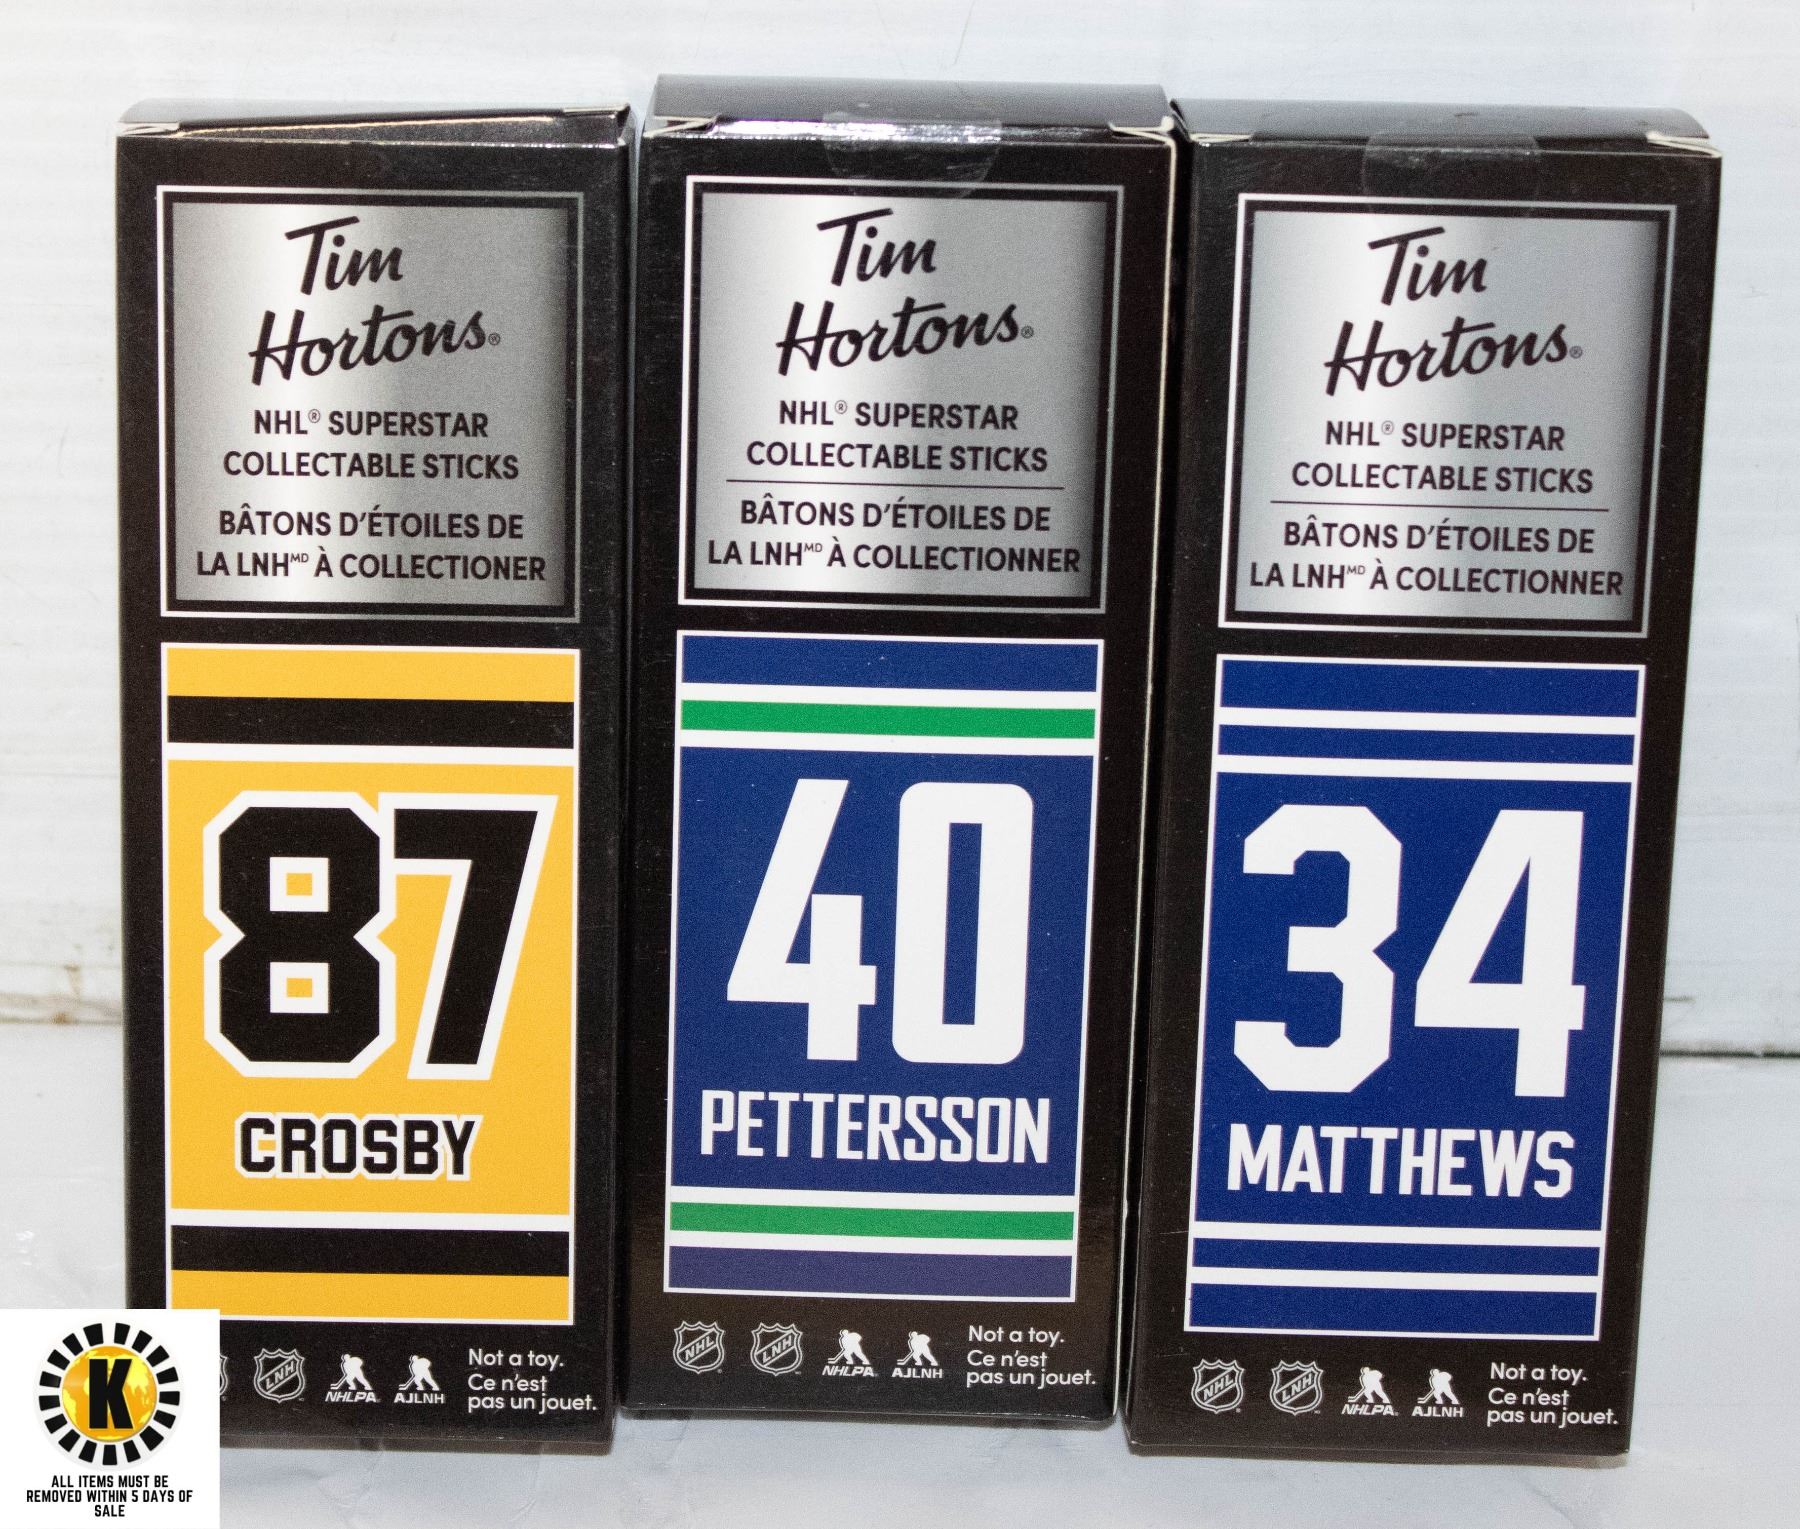 Tim
Hortons®
NHL® SUPERSTAR
COLLECTABLE STICKS
BÂTONS D'ÉTOILES DE
LA LNHMD À COLLECTIONER
87
CROSBY
LNH
NHLPA
AJLNH
Not a toy.
Ce n'est
pas un jouet.
Tim
Hortons®
NHL® SUPERSTAR
COLLECTABLE STICKS
BÂTONS D'ÉTOILES DE
LA LNHMD À COLLECTIONNER
40
PETTERSSON
NHL
LNH
NHLPA
AJLNH
Not a toy.
Ce n'est
pas un jouet.
Tim
Hortons®
NHL® SUPERSTAR
COLLECTABLE STICKS
BÂTONS D'ÉTOILES DE
LA LNHMD À COLLECTIONNER
34
MATTHEWS
NHL
LNH
NHLPA
AJLNH
Not a toy.
Ce n'est
pas un jouet.
K
ALL ITEMS MUST BE
REMOVED WITHIN 5 DAYS OF
SALE